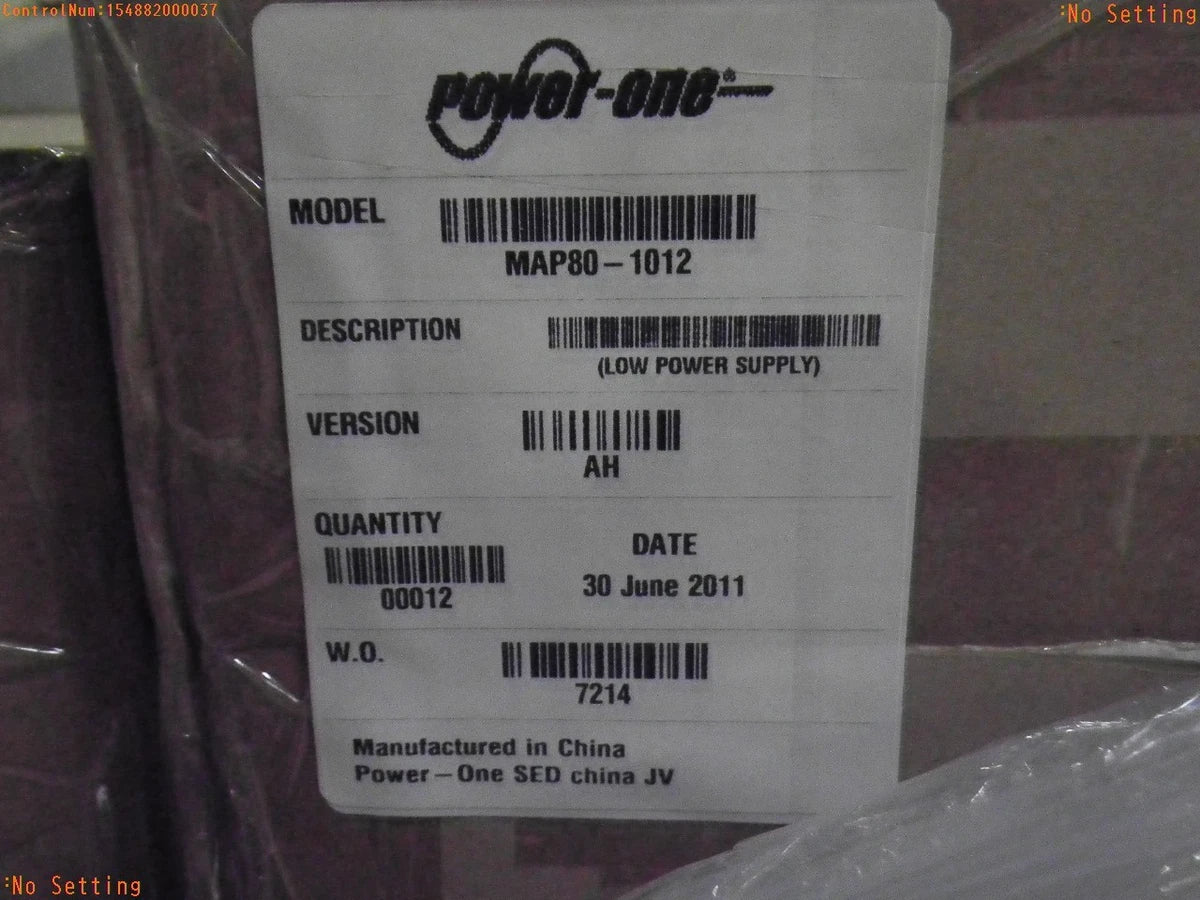 ControlNum:154882000037
:No Setting
power-one®
MODEL
MAP80-1012
DESCRIPTION
(LOW POWER SUPPLY)
VERSION
AH
QUANTITY
00012
DATE
30 June 2011
W.O.
7214
Manufactured in China
Power-One SED china JV
:No Setting